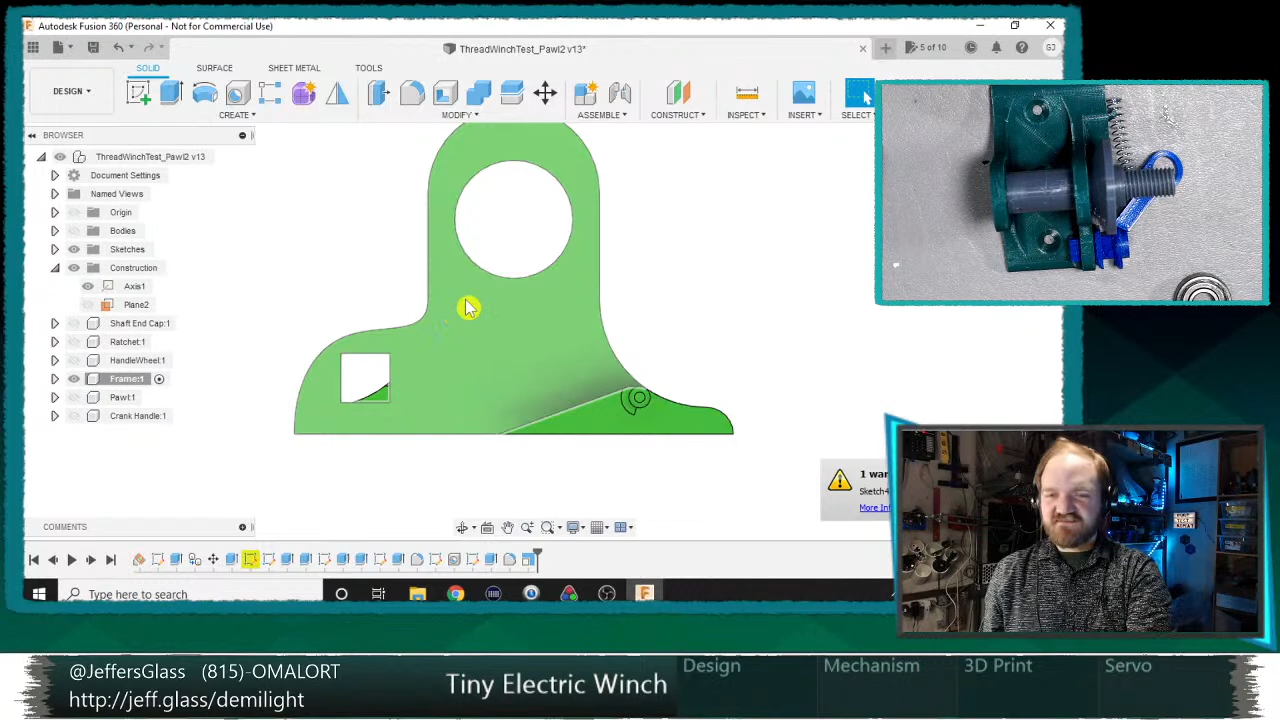 Autodesk Fusion 360 (Personal - Not for Commercial Use)
ThreadWinchTest_Pawl2 v13*
5 of 10
GJ
DESIGN
SOLID
SURFACE
SHEET METAL
TOOLS
CREATE
MODIFY
ASSEMBLE
CONSTRUCT
INSPECT
INSERT
SELECT
BROWSER
ThreadWinchTest_Pawl2 v13
Document Settings
Named Views
Origin
Bodies
Sketches
Construction
Axis1
Plane2
Shaft End Cap:1
Ratchet:1
HandleWheel:1
Frame:1
Pawl:1
Crank Handle:1
1 war
Sketch4
More In
COMMENTS
Type here to search
@JeffersGlass (815)-OMALORT
http://jeff.glass/demilight
Tiny Electric Winch
Design
Mechanism
3D Print
Servo